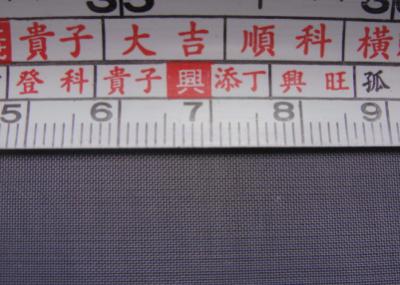 貴子 大吉 順科 橫
登科 貴子 興 添丁 興旺 孤
5 6 7 8 9